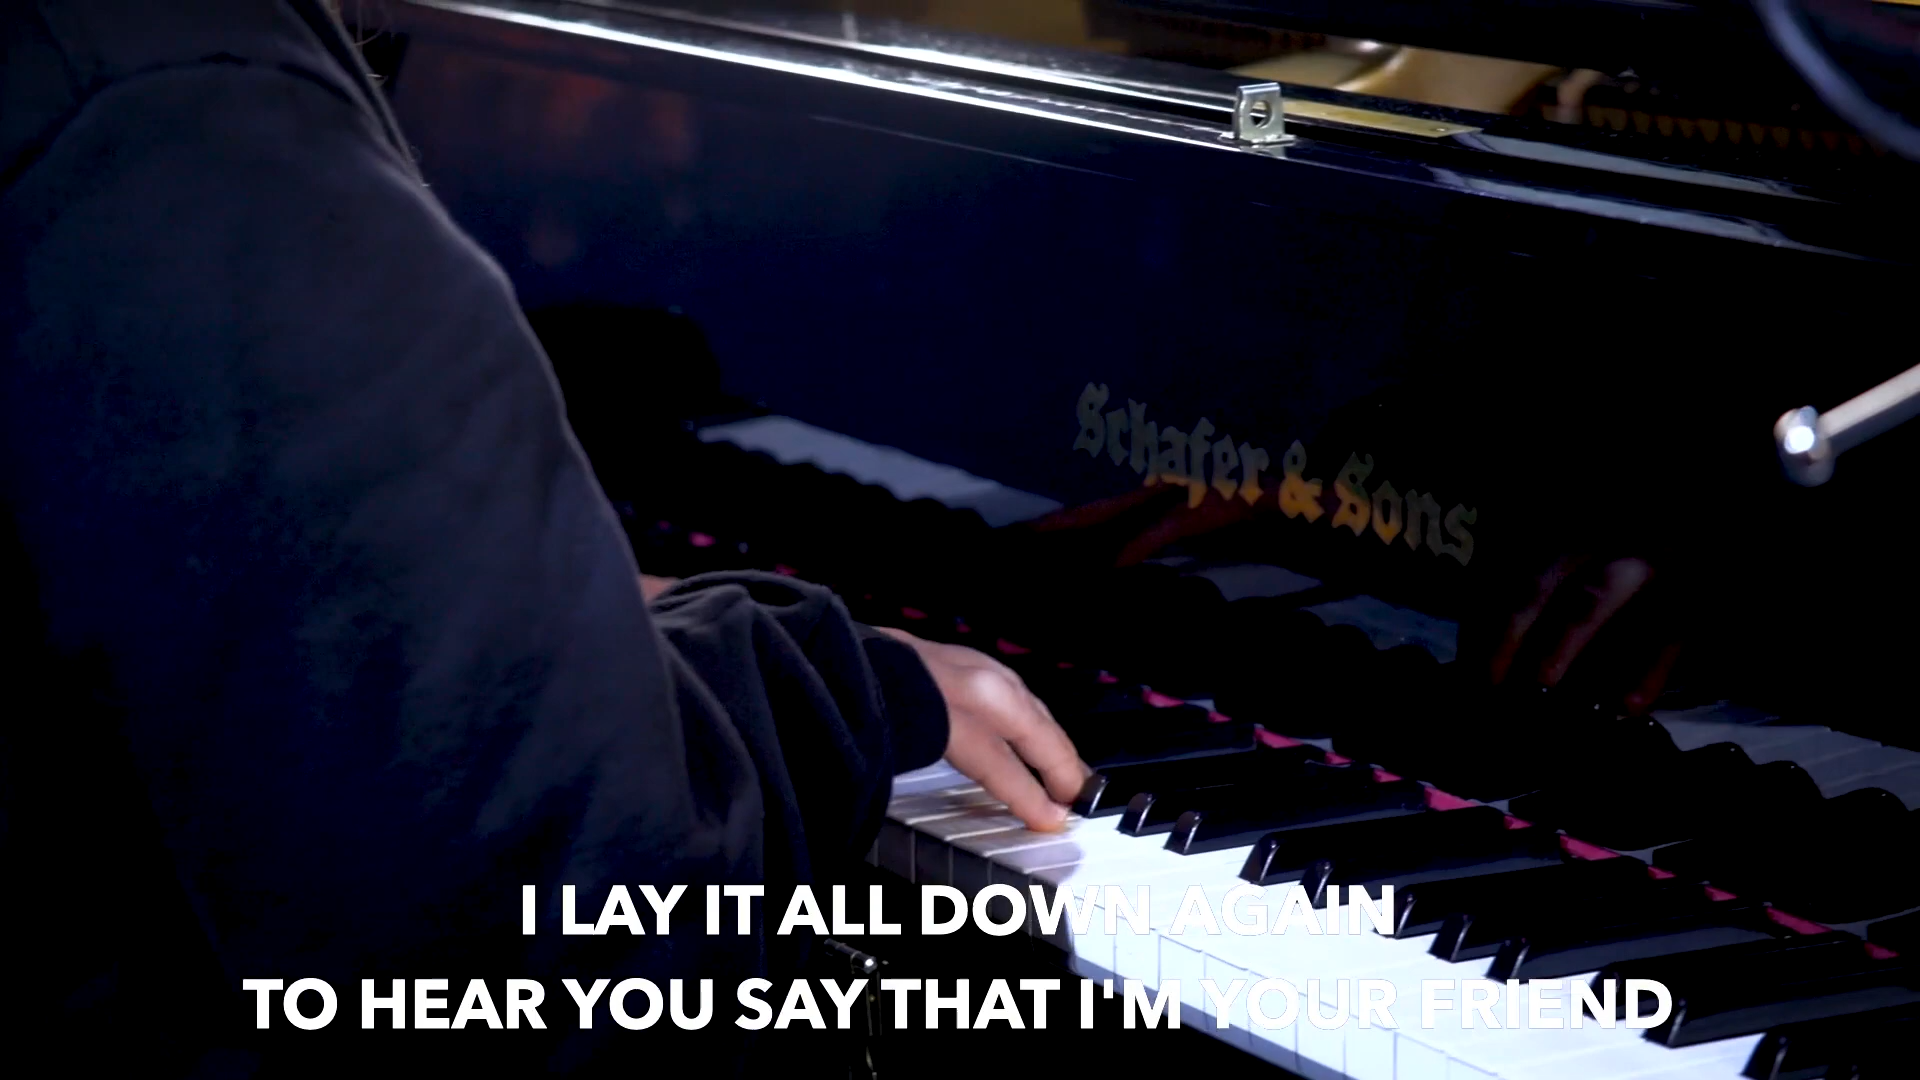 Schafer & Sons
I LAY IT ALL DOWN AGAIN
TO HEAR YOU SAY THAT I'M YOUR FRIEND